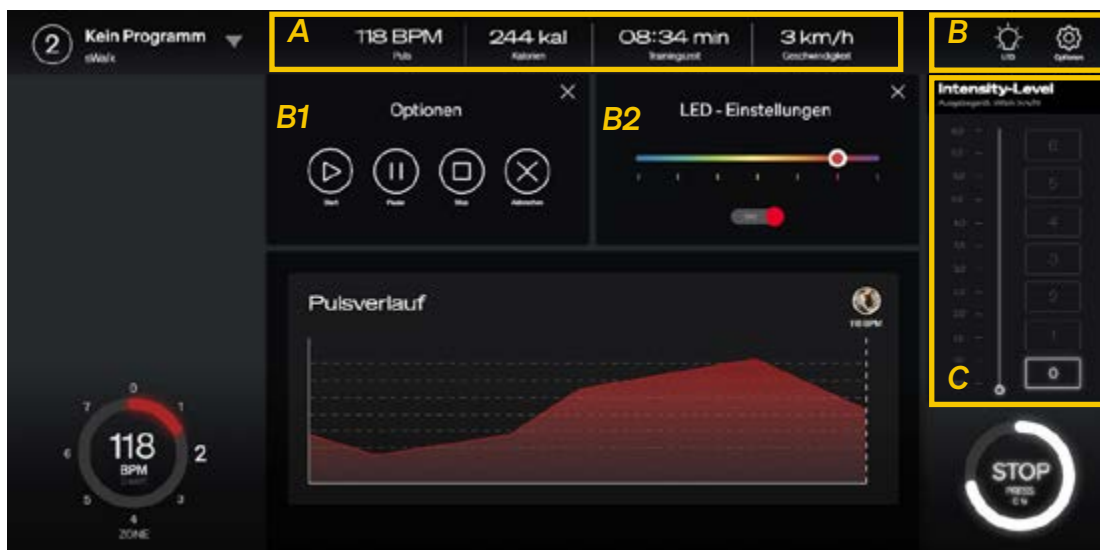 2
Kein Programm
sWalk
A
118 BPM
Puls
244 kal
Kalorien
08:34 min
Trainingszeit
3 km/h
Geschwindigkeit
B
LED
Optionen
B1
Optionen
Start
Pause
Stop
Abbrechen
B2
LED - Einstellungen
Intensity-Level
6
5
4
3
2
1
0
C
Pulsverlauf
118 BPM
0
1
2
3
4
5
6
7
118
BPM
ZONE
STOP
PRESS